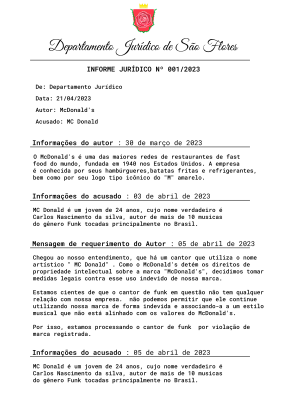 Departamento Jurídico de São Flores
INFORME JURÍDICO Nº 001/2023
De: Departamento Jurídico
Data: 21/04/2023
Autor: McDonald's
Acusado: MC Donald
Informações do autor : 30 de março de 2023
O McDonald's é uma das maiores redes de restaurantes de fast
food do mundo, fundada em 1940 nos Estados Unidos. A empresa
é conhecida por seus hambúrgueres,batatas fritas e refrigerantes,
bem como por seu logo tipo icônico do "M" amarelo.
Informações do acusado : 03 de abril de 2023
MC Donald é um jovem de 24 anos, cujo nome verdadeiro é
Carlos Nascimento da silva, autor de mais de 10 musicas
do gênero Funk tocadas principalmente no Brasil.
Mensagem de requerimento do Autor : 05 de abril de 2023
Chegou ao nosso entendimento, que há um cantor que utiliza o nome
artístico " MC Donald" . Como o McDonald's detém os direitos de
propriedade intelectual sobre a marca "McDonald's", decidimos tomar
medidas legais contra esse uso indevido de nossa marca.
Estamos cientes de que o cantor de funk em questão não tem qualquer
relação com nossa empresa. não podemos permitir que ele continue
utilizando nossa marca de forma indevida e associando-a a um estilo
musical que não está alinhado com os valores do McDonald's.
Por isso, estamos processando o cantor de funk por violação de
marca registrada.
Informações do acusado : 05 de abril de 2023
MC Donald é um jovem de 24 anos, cujo nome verdadeiro é
Carlos Nascimento da silva, autor de mais de 10 musicas
do gênero Funk tocadas principalmente no Brasil.